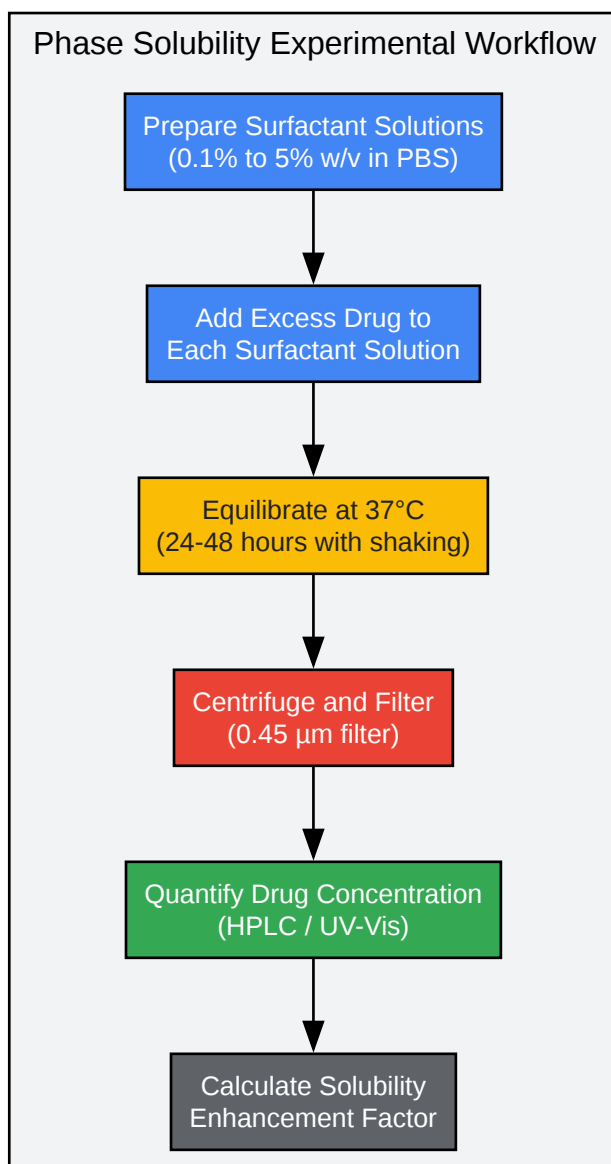 Phase Solubility Experimental Workflow
Prepare Surfactant Solutions
(0.1% to 5% w/v in PBS)
Add Excess Drug to
Each Surfactant Solution
Equilibrate at 37°C
(24-48 hours with shaking)
Centrifuge and Filter
(0.45 µm filter)
Quantify Drug Concentration
(HPLC / UV-Vis)
Calculate Solubility
Enhancement Factor